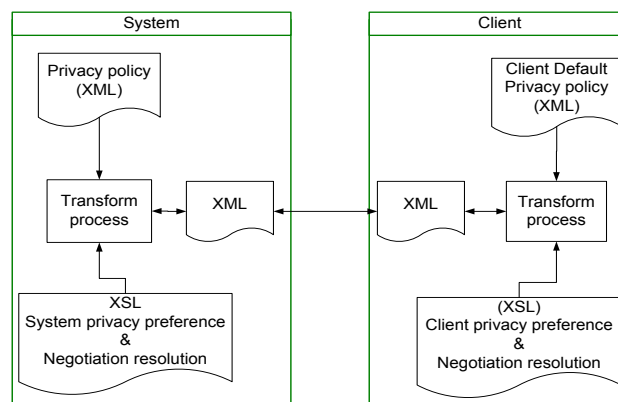 System
Privacy policy
(XML)
Transform
process
XML
XSL
System privacy preference
&
Negotiation resolution
Client
Client Default
Privacy policy
(XML)
XML
Transform
process
(XSL)
Client privacy preference
&
Negotiation resolution